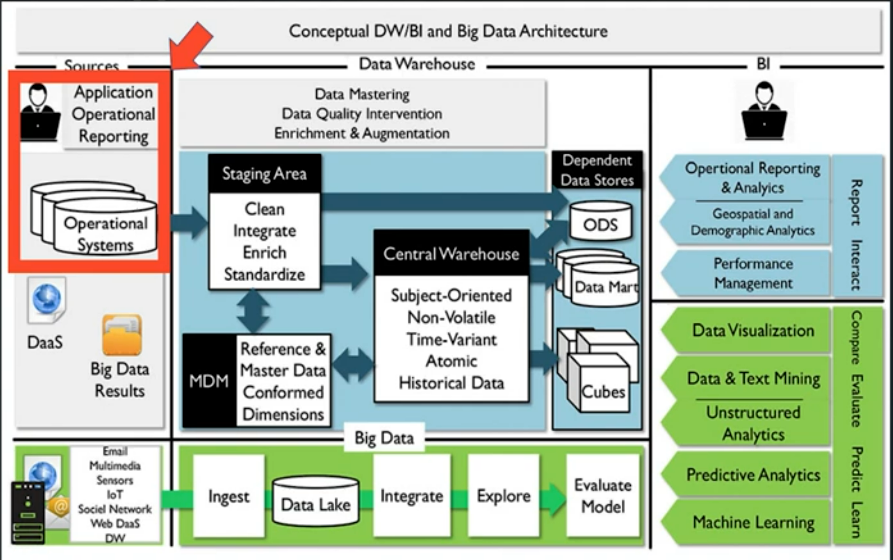 Conceptual DW/BI and Big Data Architecture
Sources
Data Warehouse
BI
Application
Operational
Reporting
Operational
Systems
DaaS
Big Data
Results
Data Mastering
Data Quality Intervention
Enrichment & Augmentation
Staging Area
Clean
Integrate
Enrich
Standardize
MDM
Reference &
Master Data
Conformed
Dimensions
Central Warehouse
Subject-Oriented
Non-Volatile
Time-Variant
Atomic
Historical Data
Dependent
Data Stores
ODS
Data Mart
Cubes
Opertional Reporting
& Analyics
Geospatial and
Demographic Analytics
Performance
Management
Report Interact
Data Visualization
Data & Text Mining
Unstructured
Analytics
Predictive Analytics
Machine Learning
Compare Evaluate Predict Learn
Big Data
Email
Multimedia
Sensors
IoT
Soicel Network
Web DaaS
DW
Ingest
Data Lake
Integrate
Explore
Evaluate
Model